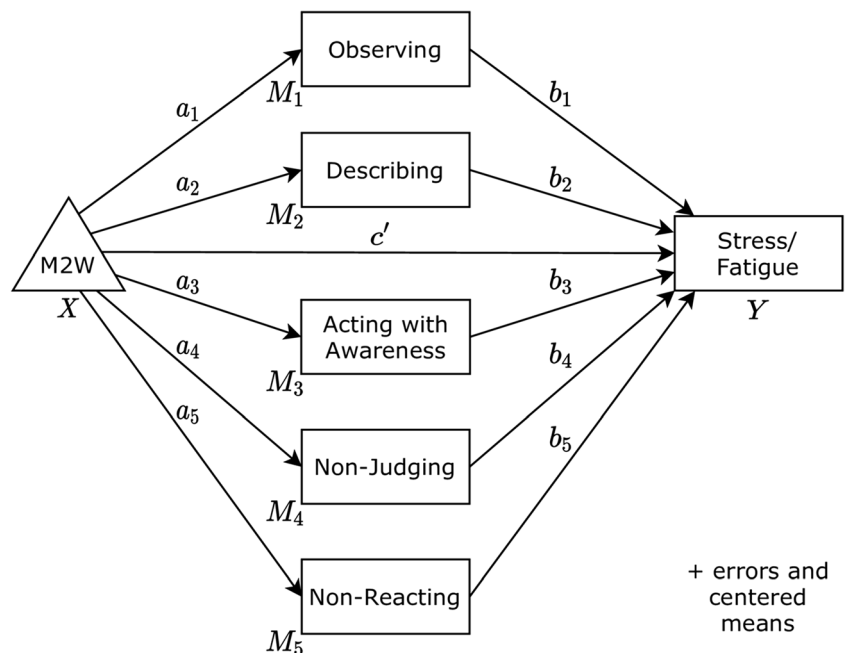 Observing
M₁
a₁
b₁
Describing
M₂
a₂
b₂
c′
M2W
X
Stress/
Fatigue
Y
a₃
b₃
Acting with
Awareness
M₃
a₄
b₄
Non-Judging
M₄
a₅
b₅
Non-Reacting
M₅
+ errors and
centered
means